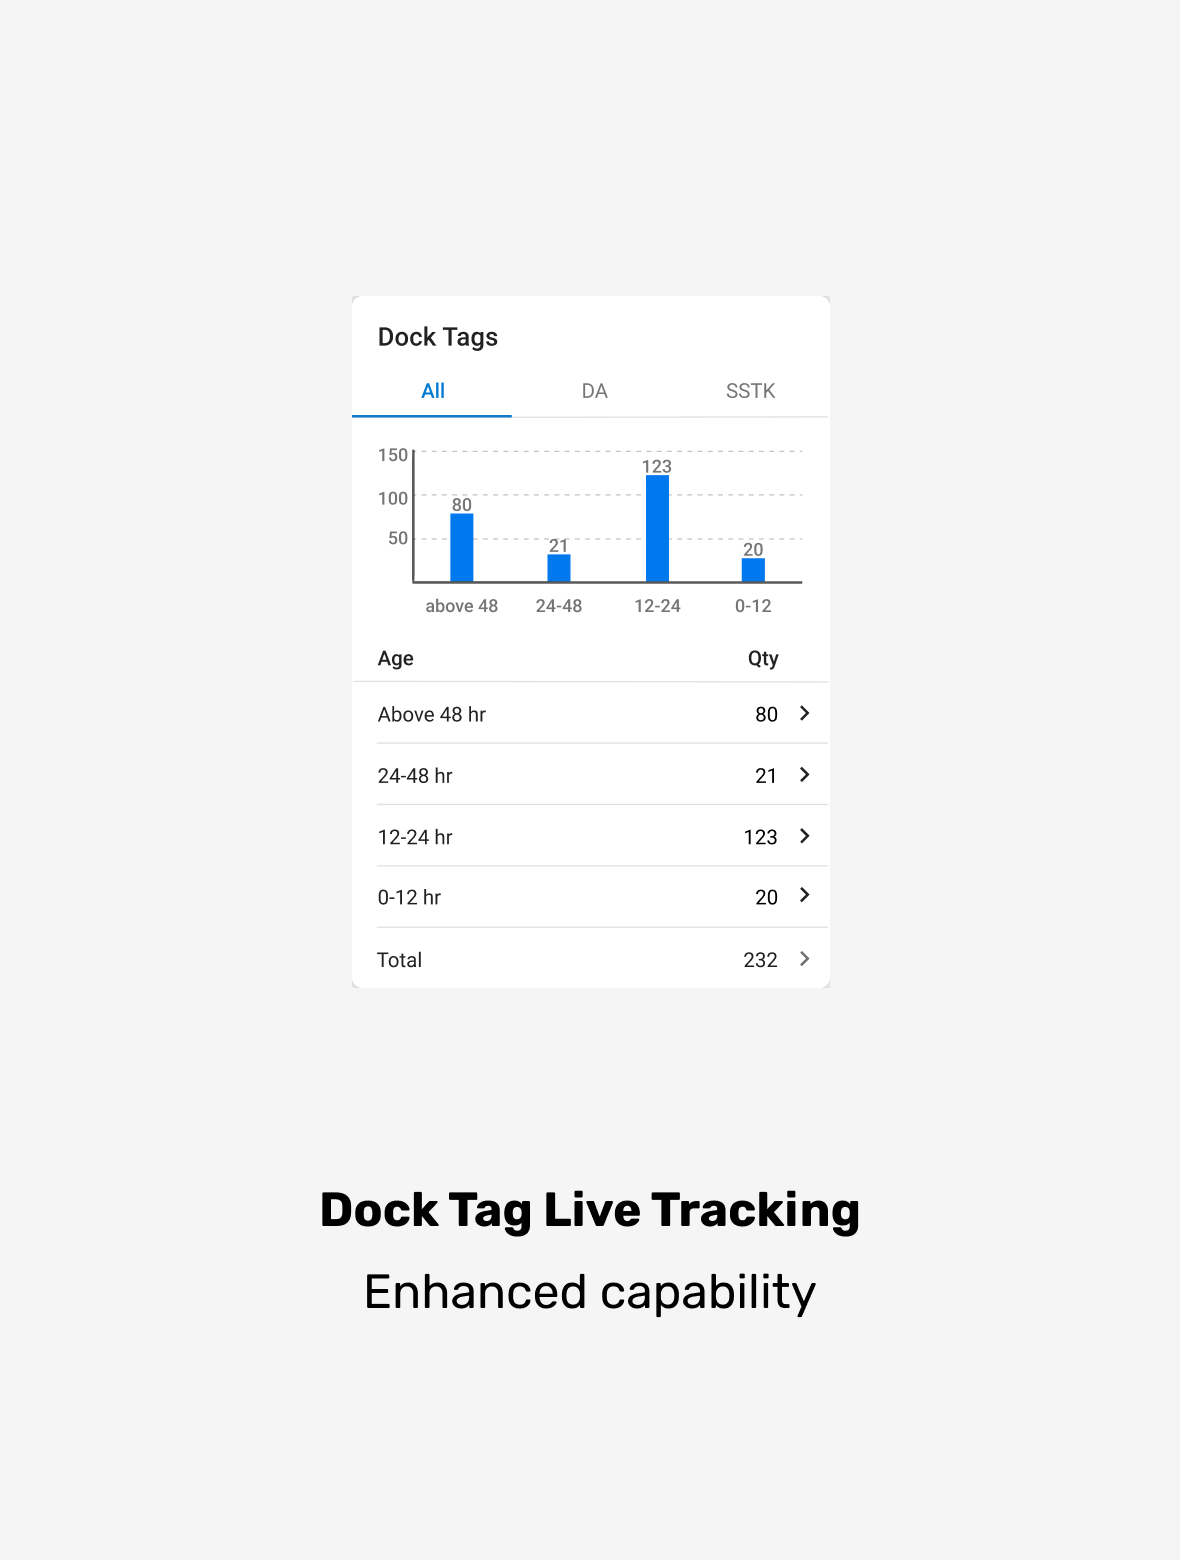 Dock Tags
All DA SSTK
150
100
50
80 21 123 20
above 48 24-48 12-24 0-12
Age Qty
Above 48 hr 80
24-48 hr 21
12-24 hr 123
0-12 hr 20
Total 232
Dock Tag Live Tracking
Enhanced capability